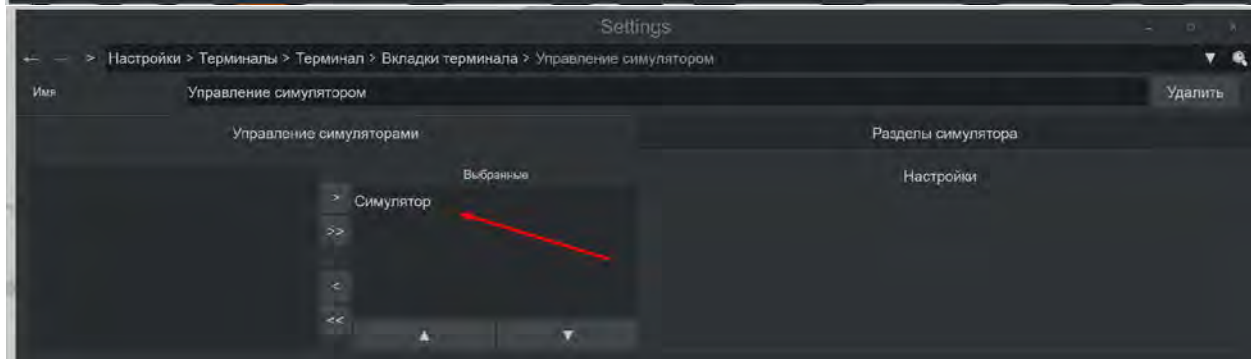 Settings
> Настройки > Терминалы > Терминал > Вкладки терминала > Управление симулятором
Имя Управление симулятором Удалить
Управление симуляторами Разделы симулятора
Выбранные Настройки
> Симулятор
>>
<
<<